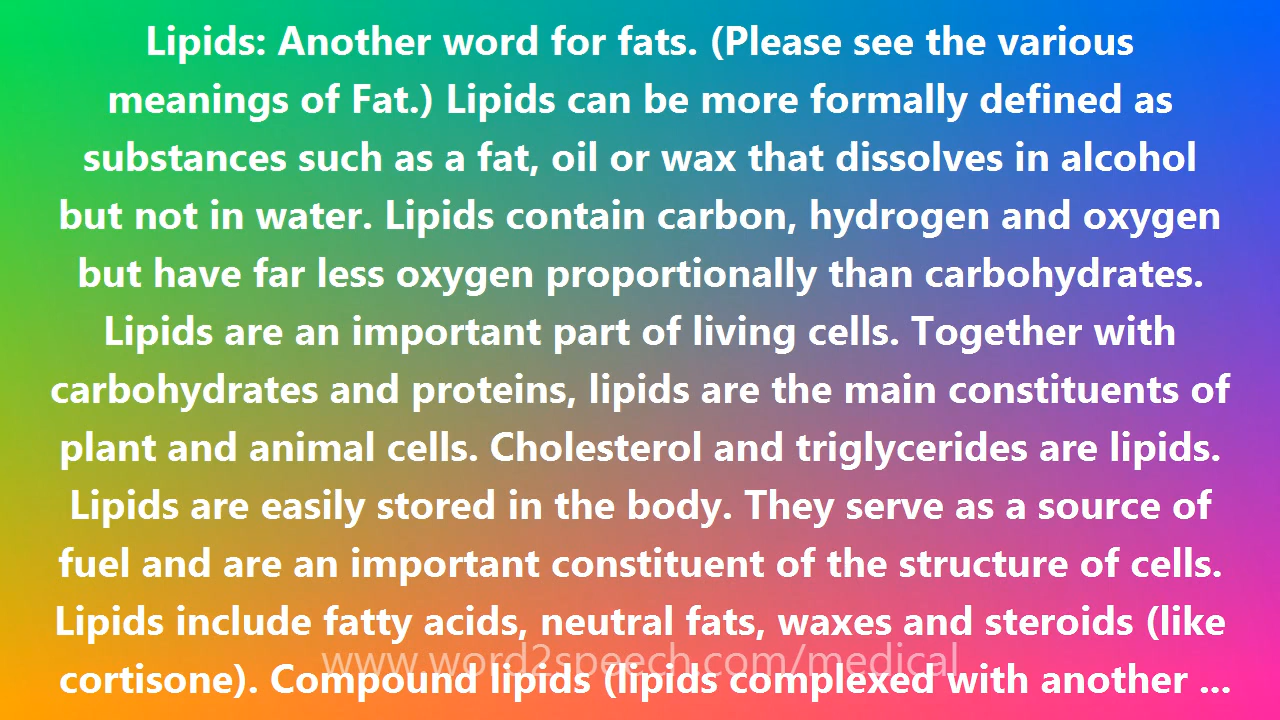 Lipids: Another word for fats. (Please see the various
meanings of Fat.) Lipids can be more formally defined as
substances such as a fat, oil or wax that dissolves in alcohol
but not in water. Lipids contain carbon, hydrogen and oxygen
but have far less oxygen proportionally than carbohydrates.
Lipids are an important part of living cells. Together with
carbohydrates and proteins, lipids are the main constituents of
plant and animal cells. Cholesterol and triglycerides are lipids.
Lipids are easily stored in the body. They serve as a source of
fuel and are an important constituent of the structure of cells.
Lipids include fatty acids, neutral fats, waxes and steroids (like
www.word2speech.com/medical
cortisone). Compound lipids (lipids complexed with another ...